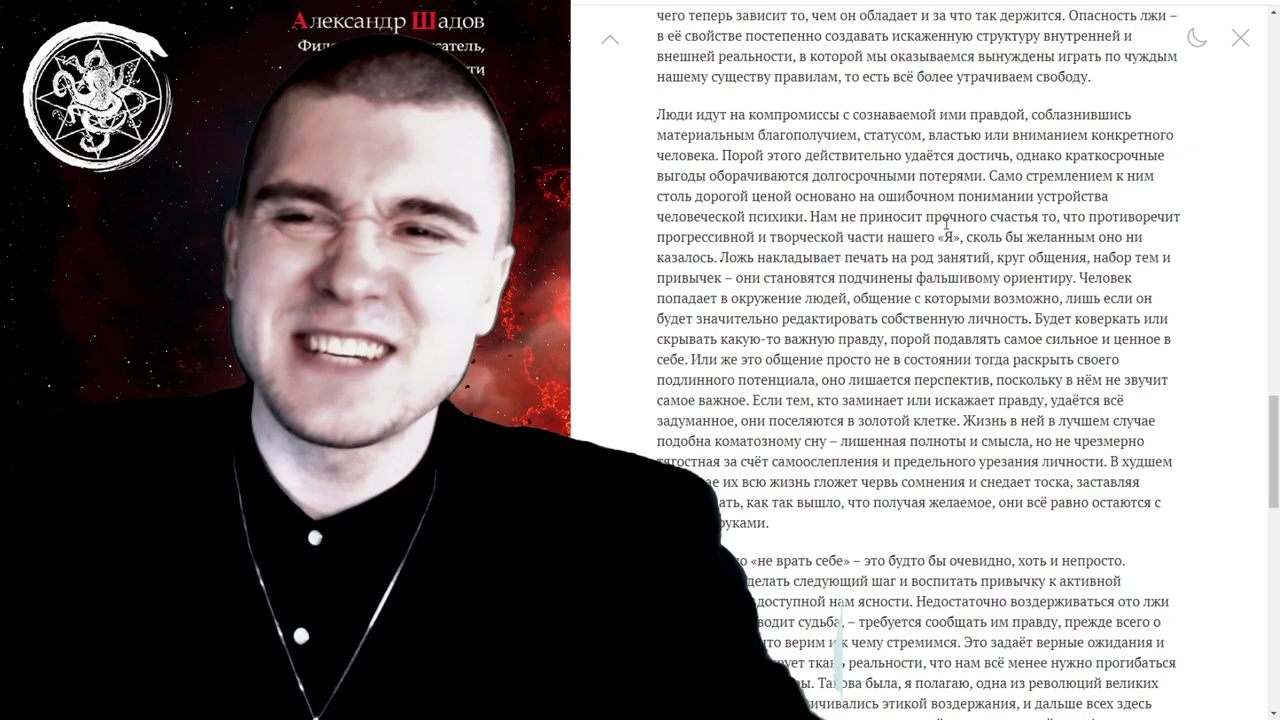 Александр Шадов
чего теперь зависит то, чем он обладает и за что так держится. Опасность лжи –
в её свойстве постепенно создавать искаженную структуру внутренней и
внешней реальности, в которой мы оказываемся вынуждены играть по чуждым
нашему существу правилам, то есть всё более утрачиваем свободу.
Люди идут на компромиссы с сознаваемой ими правдой, соблазнившись
материальным благополучием, статусом, властью или вниманием конкретного
человека. Порой этого действительно удаётся достичь, однако краткосрочные
выгоды оборачиваются долгосрочными потерями. Само стремлением к ним
столь дорогой ценой основано на ошибочном понимании устройства
человеческой психики. Нам не приносит прочного счастья то, что противоречит
прогрессивной и творческой части нашего «Я», сколь бы желанным оно ни
казалось. Ложь накладывает печать на род занятий, круг общения, набор тем и
привычек – они становятся подчинены фальшивому ориентиру. Человек
попадает в окружение людей, общение с которыми возможно, лишь если он
будет значительно редактировать собственную личность. Будет коверкать или
скрывать какую-то важную правду, порой подавлять самое сильное и ценное в
себе. Или же это общение просто не в состоянии тогда раскрыть своего
подлинного потенциала, оно лишается перспектив, поскольку в нём не звучит
самое важное. Если тем, кто заминает или искажает правду, удаётся всё
задуманное, они поселяются в золотой клетке. Жизнь в ней в лучшем случае
подобна коматозному сну – лишенная полноты и смысла, но не чрезмерно
тягостная за счёт самоослепления и предельного урезания личности. В худшем
их всю жизнь гложет червь сомнения и снедает тоска, заставляя
как так вышло, что получая желаемое, они всё равно остаются с
руками.
«не врать себе» – это будто бы очевидно, хоть и непросто.
делать следующий шаг и воспитать привычку к активной
доступной нам ясности. Недостаточно воздерживаться ото лжи
судьба, – требуется сообщать им правду, прежде всего о
что верим и к чему стремимся. Это задаёт верные ожидания и
ткань реальности, что нам всё менее нужно прогибаться
Такова была, я полагаю, одна из революций великих
этикой воздержания, и дальше всех здесь